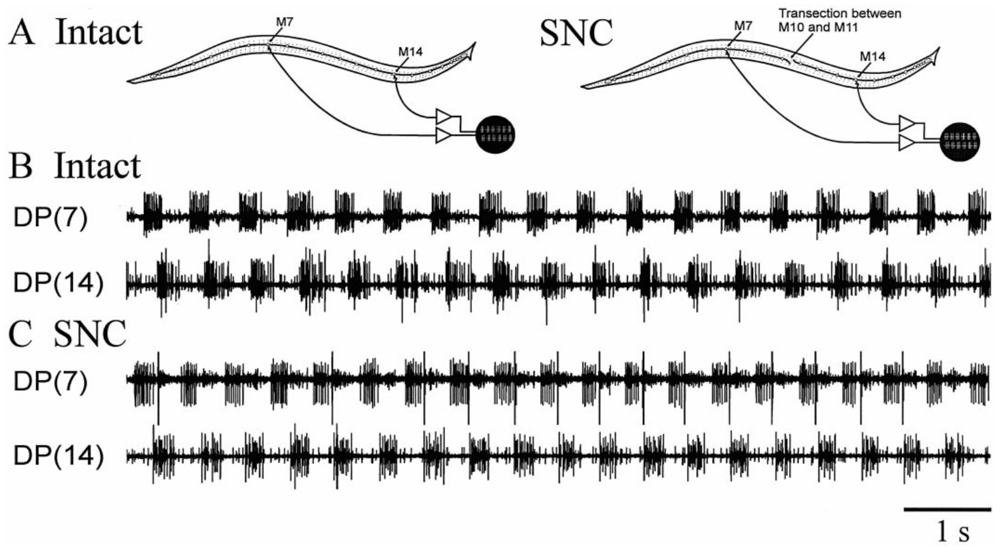 A Intact
M7
M14
SNC
Transection between
M10 and M11
M7
M14
B Intact
DP(7)
DP(14)
C SNC
DP(7)
DP(14)
1 s